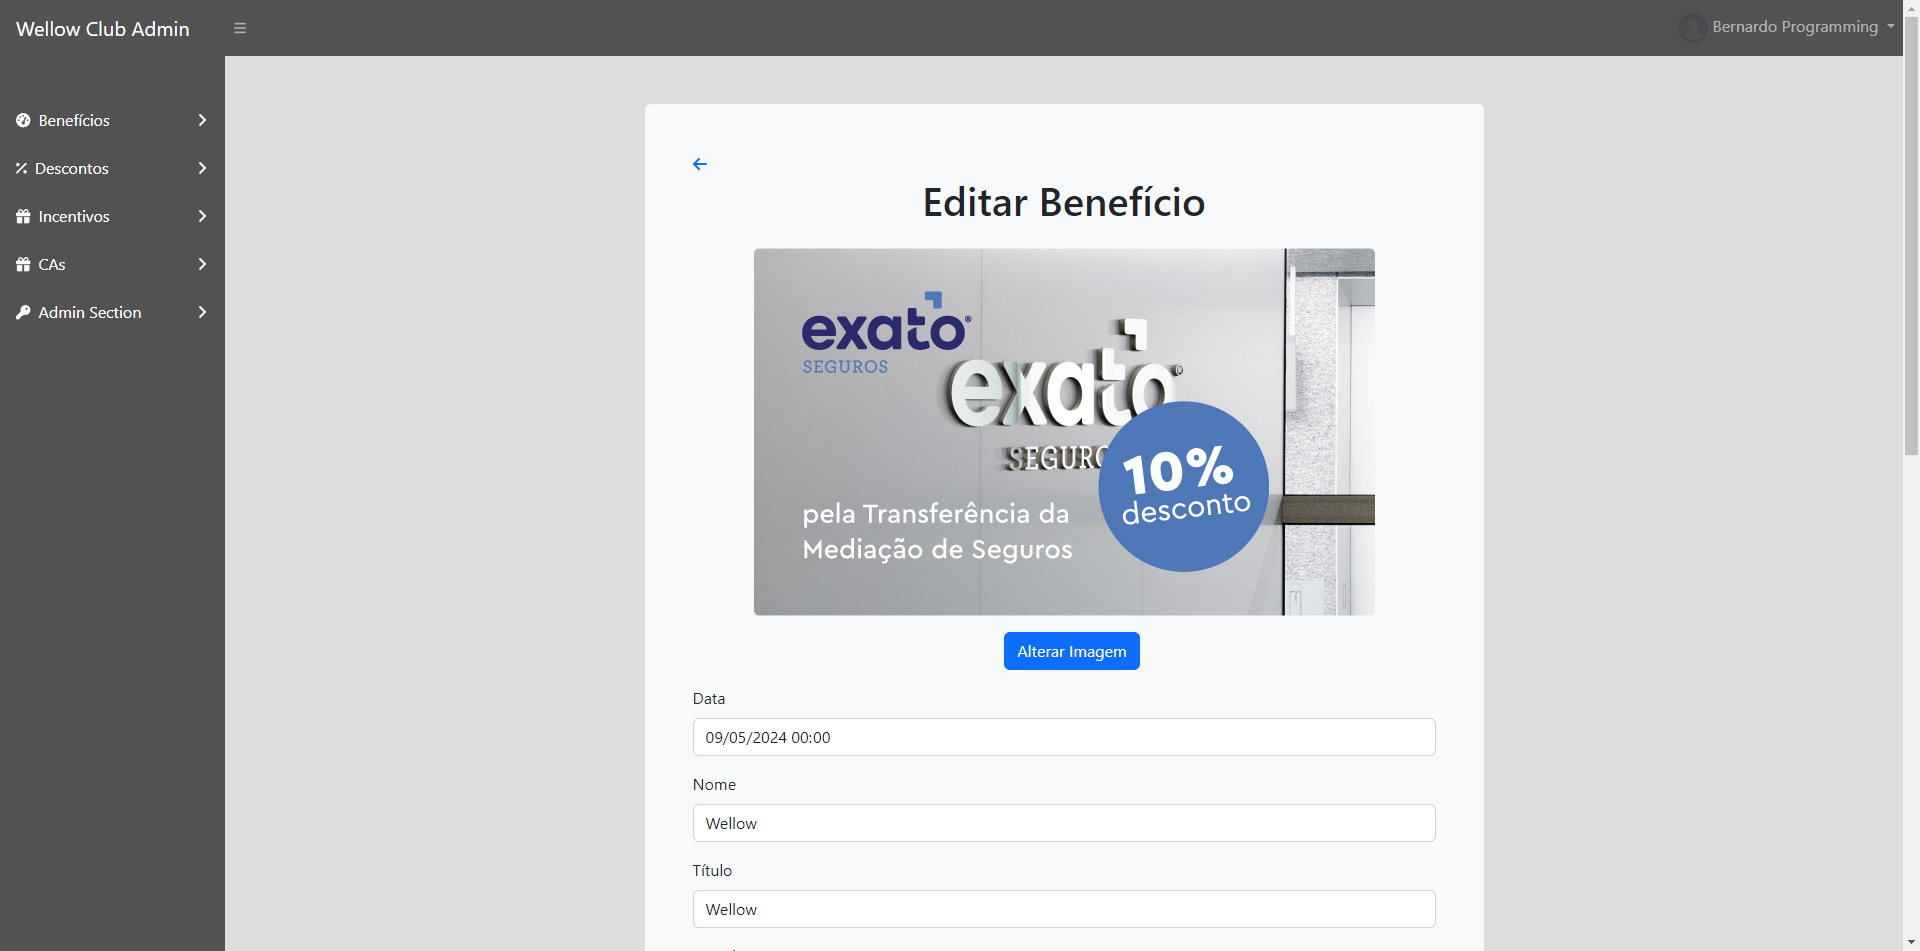 Wellow Club Admin
Bernardo Programming
Benefícios
Descontos
Incentivos
CAs
Admin Section
Editar Benefício
exato®
SEGUROS
exato®
pela Transferência da
Mediação de Seguros
10%
desconto
Alterar Imagem
Data
09/05/2024 00:00
Nome
Wellow
Título
Wellow